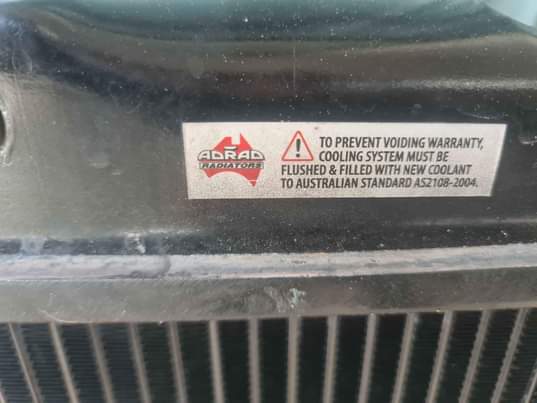 ADRAD
RADIATORS
TO PREVENT VOIDING WARRANTY,
COOLING SYSTEM MUST BE
FLUSHED & FILLED WITH NEW COOLANT
TO AUSTRALIAN STANDARD AS2108-2004.